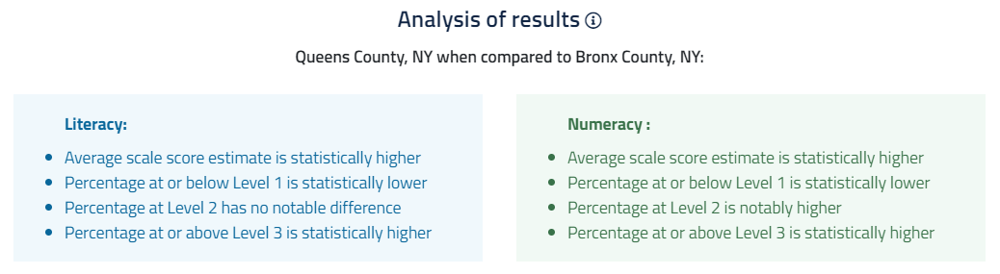 Analysis of results
Queens County, NY when compared to Bronx County, NY:
Literacy:
• Average scale score estimate is statistically higher
• Percentage at or below Level 1 is statistically lower
• Percentage at Level 2 has no notable difference
• Percentage at or above Level 3 is statistically higher
Numeracy :
• Average scale score estimate is statistically higher
• Percentage at or below Level 1 is statistically lower
• Percentage at Level 2 is notably higher
• Percentage at or above Level 3 is statistically higher